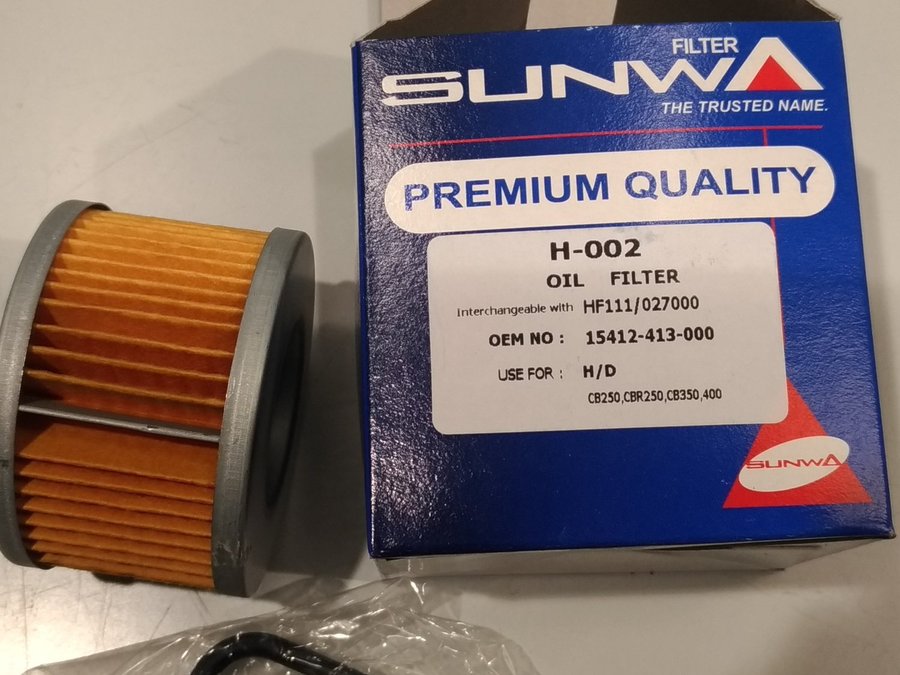 FILTER
SUNWA
THE TRUSTED NAME.
PREMIUM QUALITY
H-002
OIL FILTER
Interchangeable with HF111/027000
OEM NO : 15412-413-000
USE FOR : H/D
CB250,CBR250,CB350,400
SUNWA